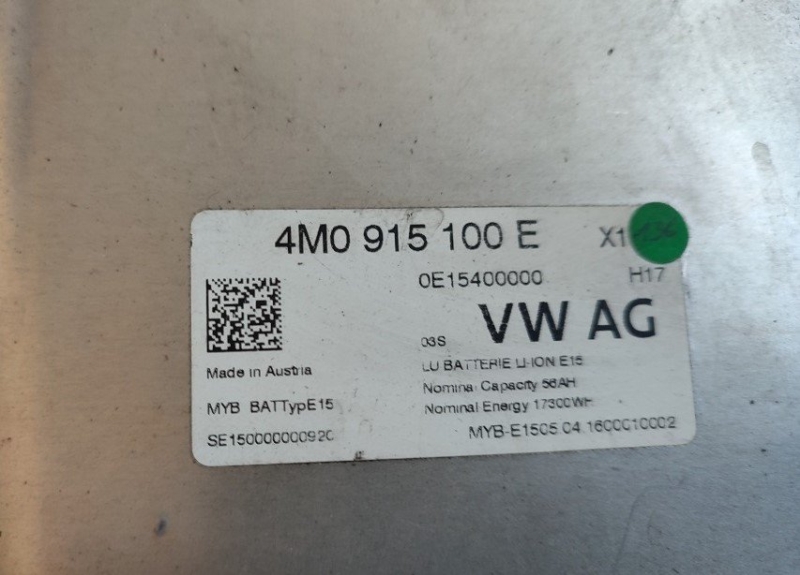 4M0 915 100 E X1
0E15400000 H17
03S VW AG
LU BATTERIE LI-ION E15
Made in Austria
Nominal Capacity 56AH
MYB BATTypE15
Nominal Energy 17300WH
SE150000000920
MYB-E1505 04 1600010002